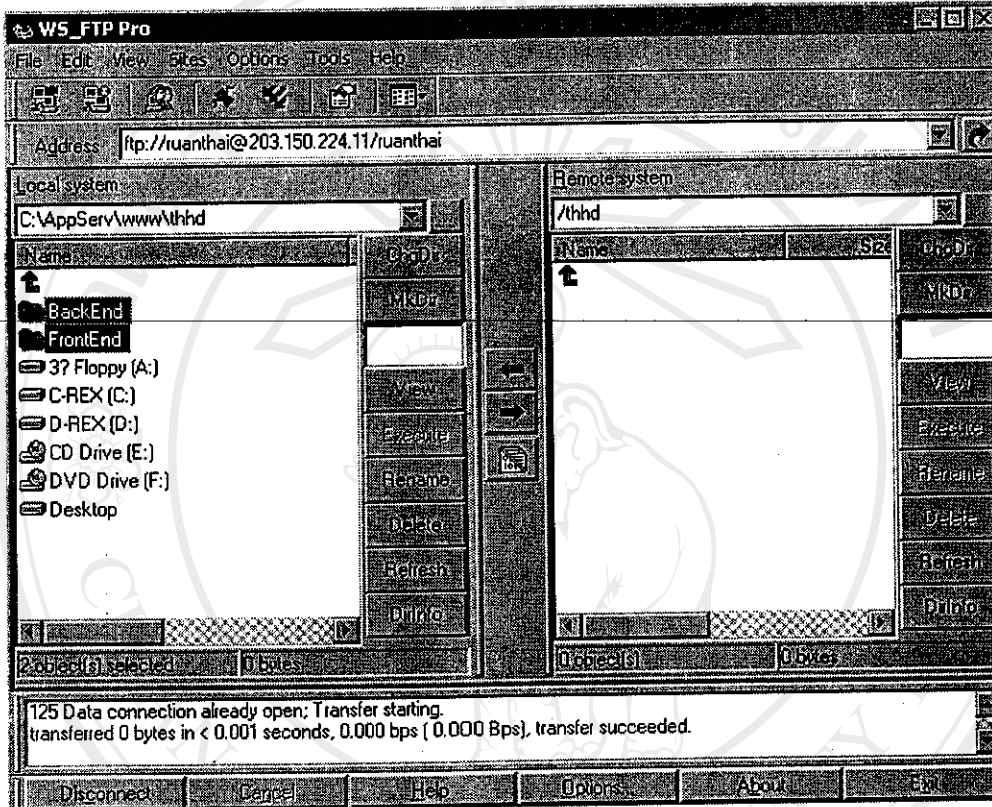 WS_FTP Pro
File Edit View Sites Options Tools Help
Address ftp://ruanthai@203.150.224.11/ruanthai
Local system
C:\AppServ\www\thhd
Name
ChgDir
MkDir
BackEnd
FrontEnd
3? Floppy (A:)
C-REX (C:)
D-REX (D:)
CD Drive (E:)
DVD Drive (F:)
Desktop
View
Execute
Rename
Delete
Refresh
DirInfo
2 object(s) selected 0 bytes
Remote system
/thhd
Name Size
ChgDir
MkDir
View
Execute
Rename
Delete
Refresh
DirInfo
0 object(s) 0 bytes
125 Data connection already open; Transfer starting.
transferred 0 bytes in < 0.001 seconds, 0.000 bps ( 0.000 Bps), transfer succeeded.
Disconnect Cancel Help Options... About Exit